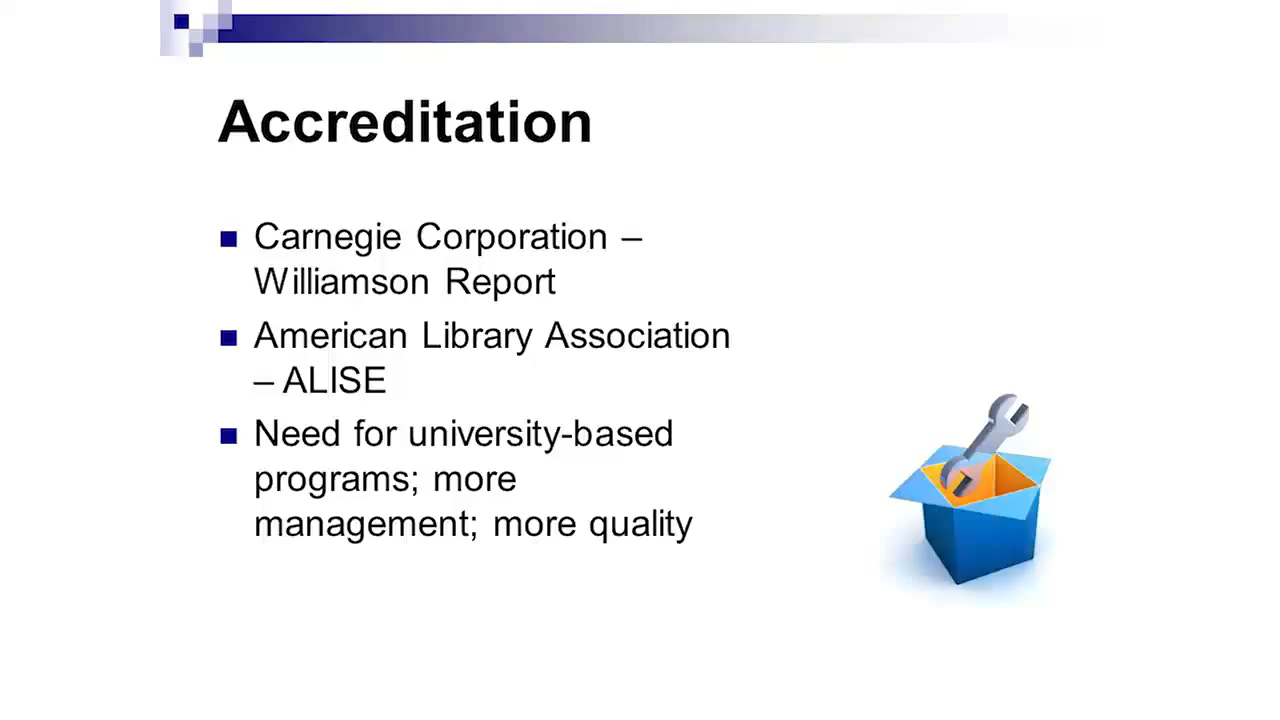 Accreditation
Carnegie Corporation –
Williamson Report
American Library Association
– ALISE
Need for university-based
programs; more
management; more quality